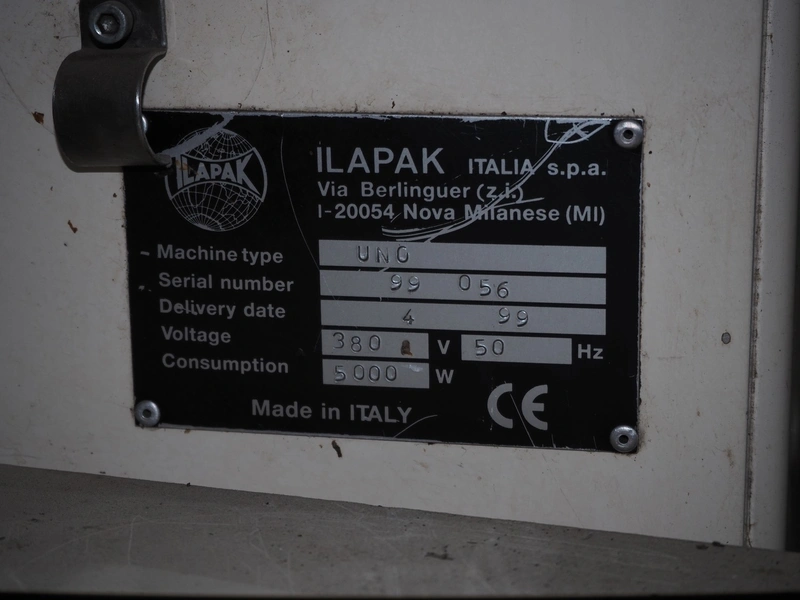 ILAPAK
ILAPAK ITALIA s.p.a.
Via Berlinguer (z.i.)
I-20054 Nova Milanese (MI)
Machine type UNO
Serial number 99 056
Delivery date 4 99
Voltage 380 V 50 Hz
Consumption 5000 W
Made in ITALY CE